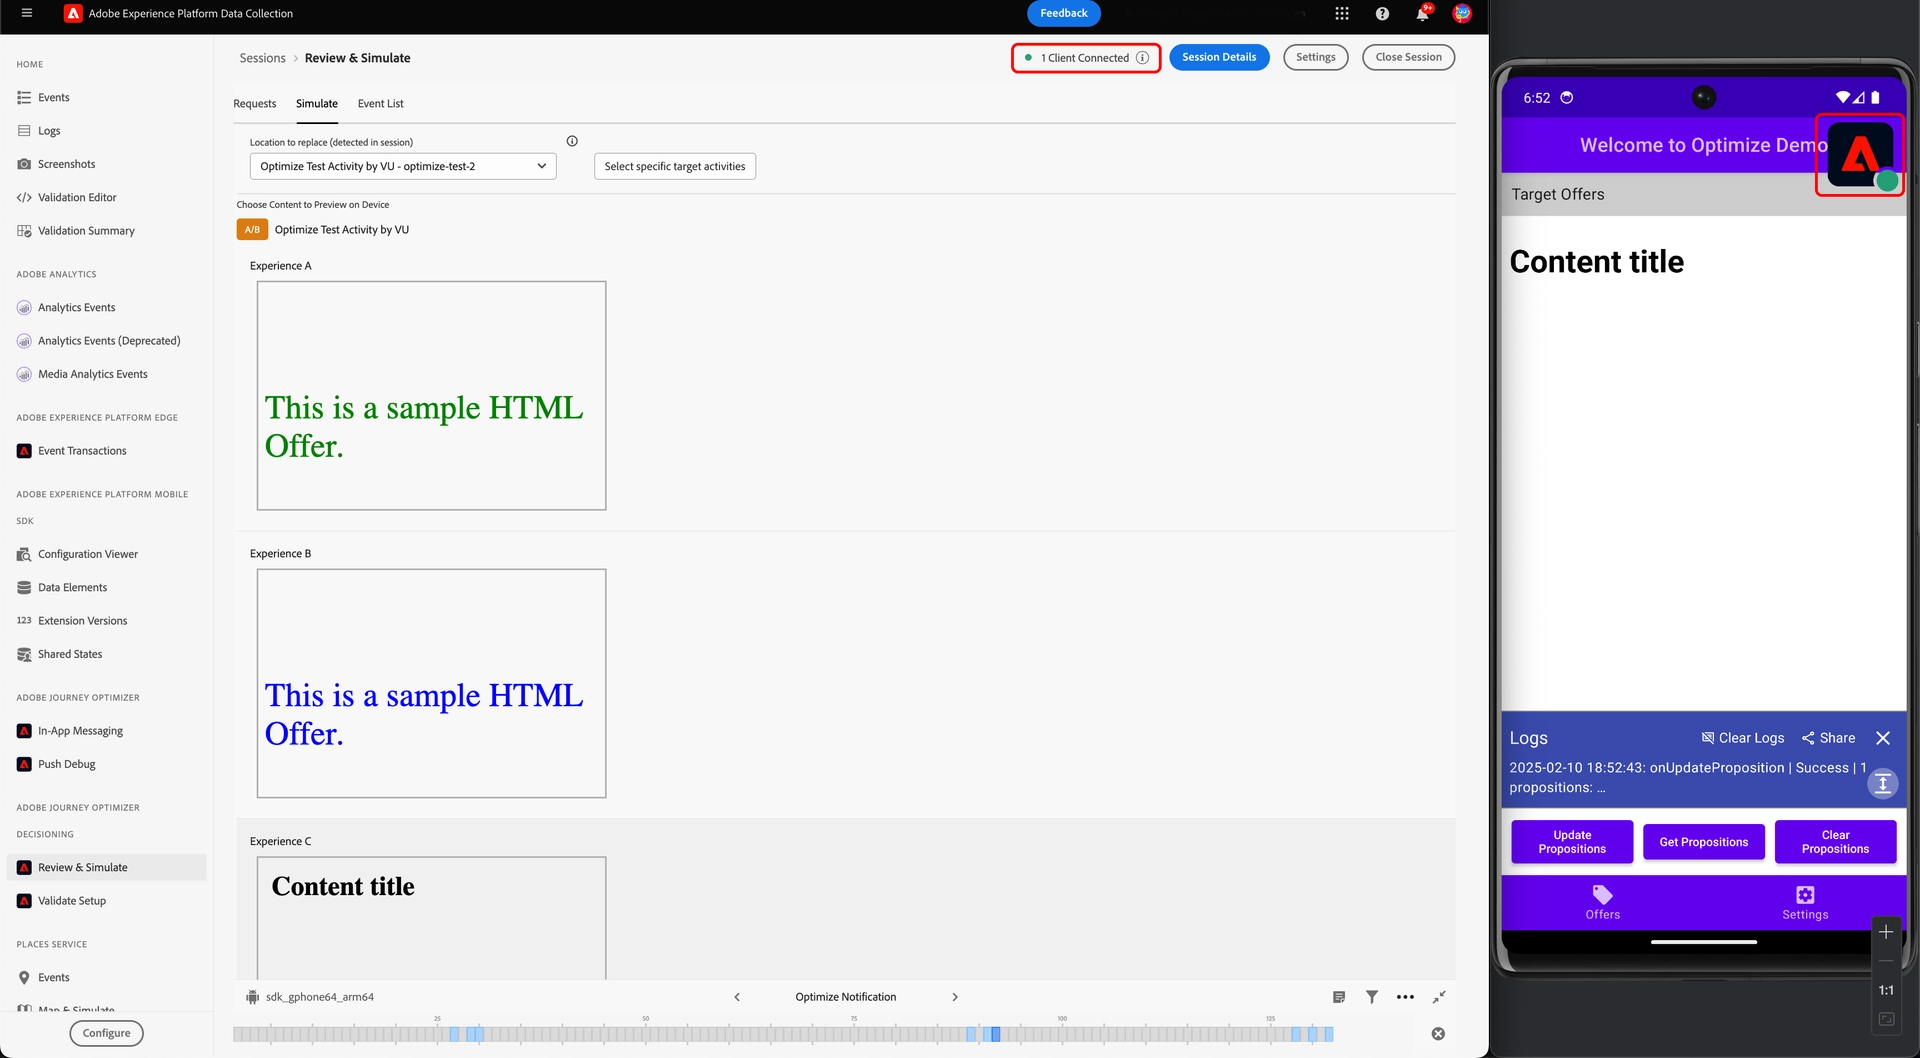 Adobe Experience Platform Data Collection
Feedback
9+
HOME
Events
Logs
Screenshots
Validation Editor
Validation Summary
ADOBE ANALYTICS
Analytics Events
Analytics Events (Deprecated)
Media Analytics Events
ADOBE EXPERIENCE PLATFORM EDGE
Event Transactions
ADOBE EXPERIENCE PLATFORM MOBILE
SDK
Configuration Viewer
Data Elements
123 Extension Versions
Shared States
ADOBE JOURNEY OPTIMIZER
In-App Messaging
Push Debug
ADOBE JOURNEY OPTIMIZER
DECISIONING
Review & Simulate
Validate Setup
PLACES SERVICE
Events
Map & Simulate
Configure
Sessions > Review & Simulate
1 Client Connected
Session Details
Settings
Close Session
Requests
Simulate
Event List
Location to replace (detected in session)
Optimize Test Activity by VU - optimize-test-2
Select specific target activities
Choose Content to Preview on Device
A/B Optimize Test Activity by VU
Experience A
This is a sample HTML
Offer.
Experience B
This is a sample HTML
Offer.
Experience C
Content title
sdk_gphone64_arm64
Optimize Notification
25
50
75
100
125
6:52
Welcome to Optimize Demo
Target Offers
Content title
Logs
Clear Logs
Share
2025-02-10 18:52:43: onUpdateProposition | Success | 1
propositions: ...
Update
Propositions
Get Propositions
Clear
Propositions
Offers
Settings
1:1